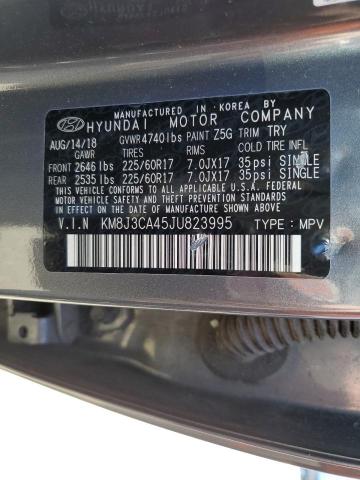 MANUFACTURED IN KOREA BY
HYUNDAI MOTOR COMPANY
AUG/14/18 GVWR 4740 lbs PAINT Z5G TRIM TRY
GAWR TIRES RIMS COLD TIRE INFL
FRONT 2646 lbs 225/60R17 7.0JX17 35psi SINGLE
REAR 2535 lbs 225/60R17 7.0JX17 35psi SINGLE
THIS VEHICLE CONFORMS TO ALL APPLICABLE U.S.A. FEDERAL MOTOR
VEHICLE SAFETY, BUMPER, AND THEFT PREVENTION
STANDARDS IN EFFECT ON THE DATE OF MANUFACTURE SHOWN ABOVE.
V.I.N KM8J3CA45JU823995 TYPE : MPV